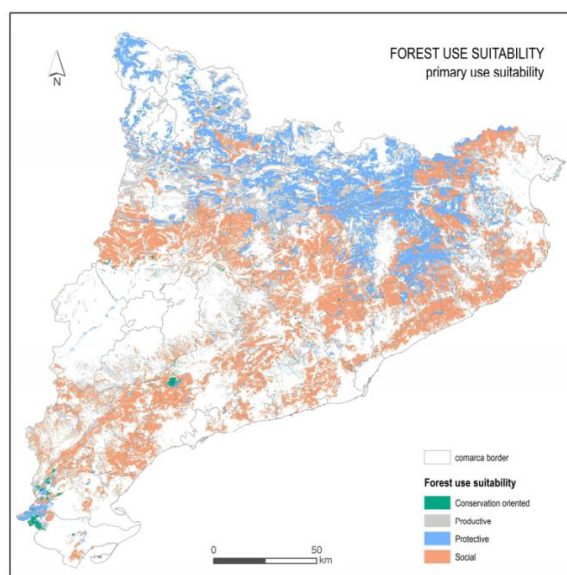 FOREST USE SUITABILITY
primary use suitability
N
comarca border
Forest use suitability
Conservation oriented
Productive
Protective
Social
0 50
km